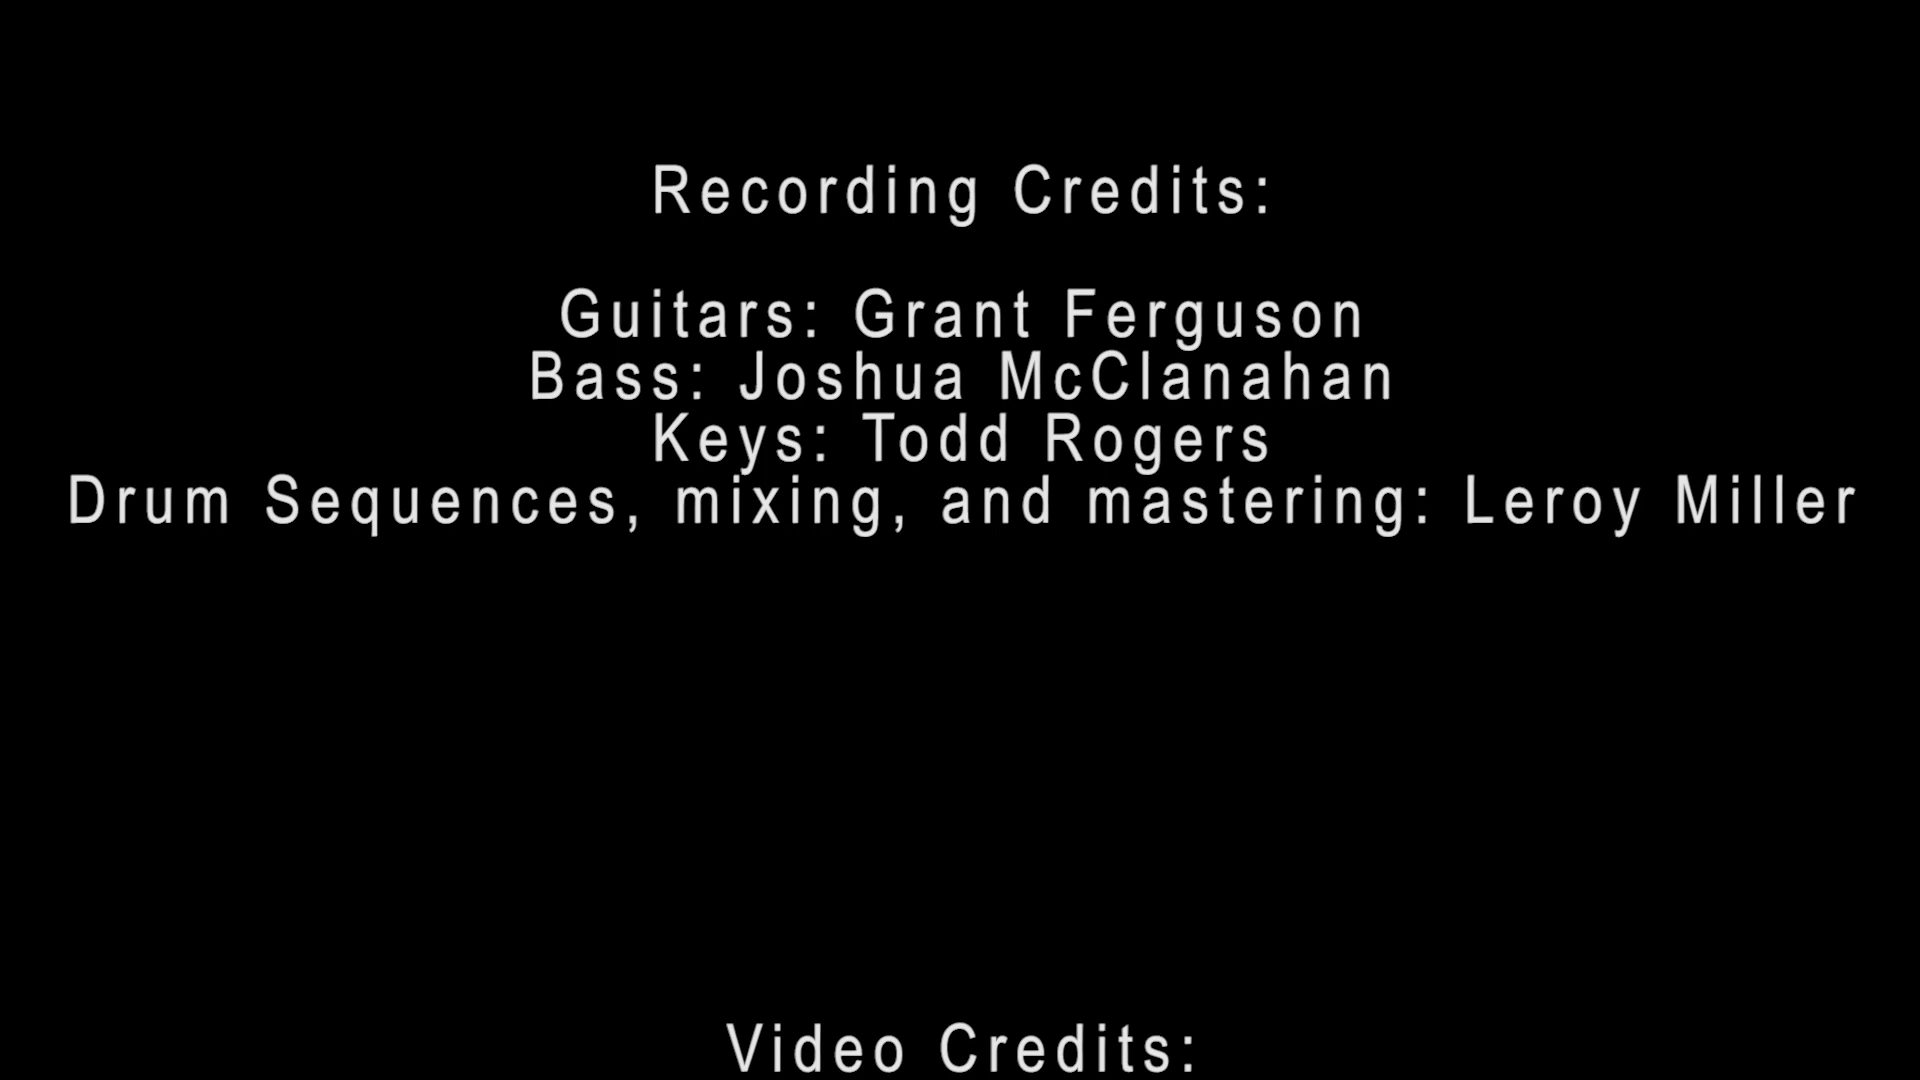 Recording Credits:
Guitars: Grant Ferguson
Bass: Joshua McClanahan
Keys: Todd Rogers
Drum Sequences, mixing, and mastering: Leroy Miller
Video Credits: